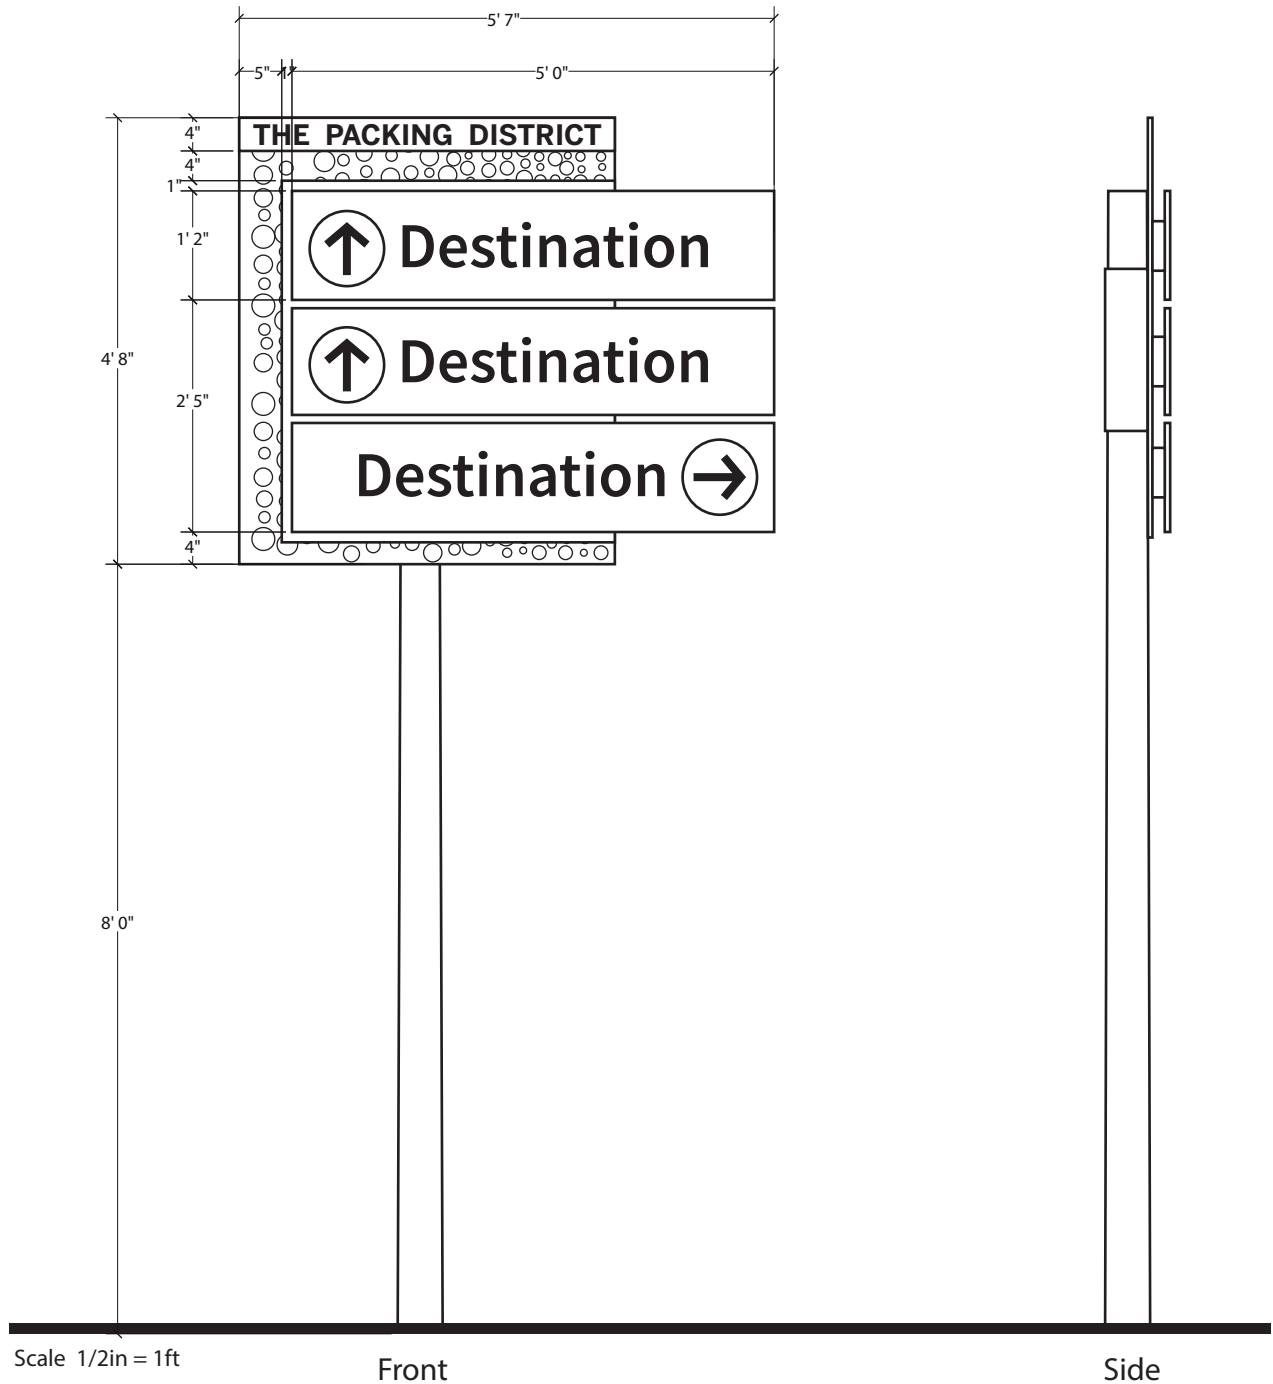 5' 7"
5" 1" 5' 0"
4"
THE PACKING DISTRICT
4"
1"
1' 2"
Destination
4' 8"
Destination
2' 5"
Destination
4"
8' 0"
Scale 1/2in = 1ft
Front
Side